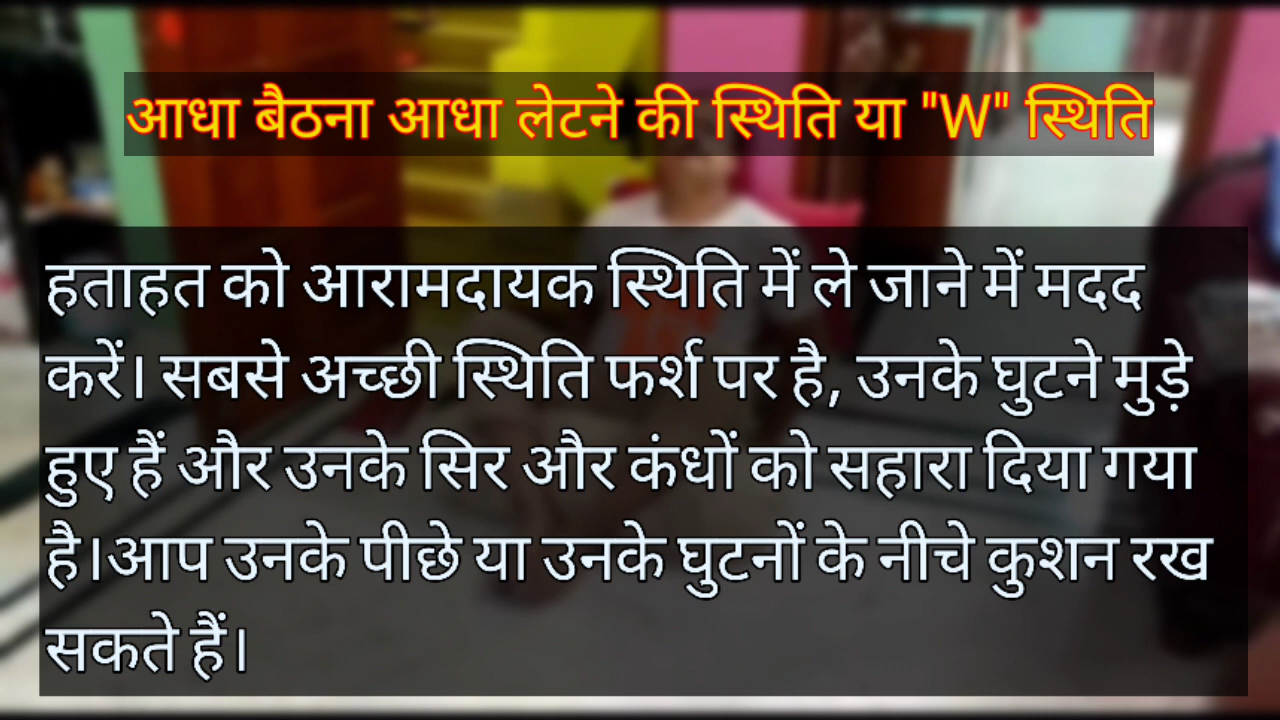 आधा बैठना आधा लेटने की स्थिति या "W" स्थिति
हताहत को आरामदायक स्थिति में ले जाने में मदद
करें। सबसे अच्छी स्थिति फर्श पर है, उनके घुटने मुड़े
हुए हैं और उनके सिर और कंधों को सहारा दिया गया
है।आप उनके पीछे या उनके घुटनों के नीचे कुशन रख
सकते हैं।